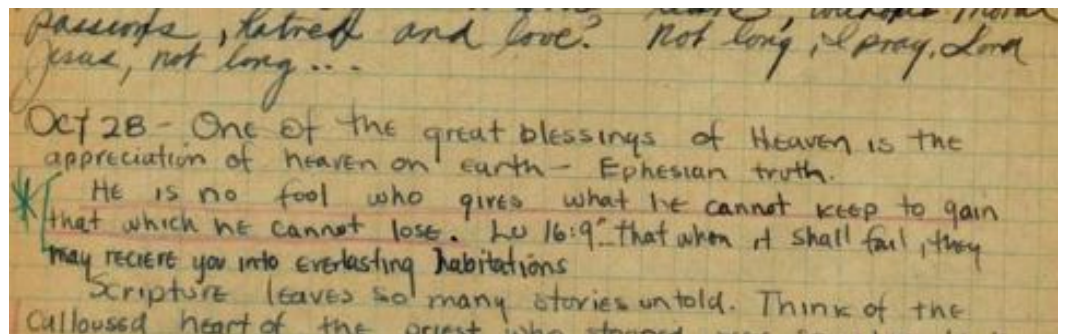 passions, hatred and love? Not long, I pray, Lord
Jesus, not long...
Oct 28 - One of the great blessings of Heaven is the
appreciation of heaven on earth - Ephesian truth.
He is no fool who gives what he cannot keep to gain
that which he cannot lose. Lu 16:9 "that when it shall fail, they
may receive you into everlasting habitations
Scripture leaves so many stories untold. Think of the
Calloused heart of the priest who